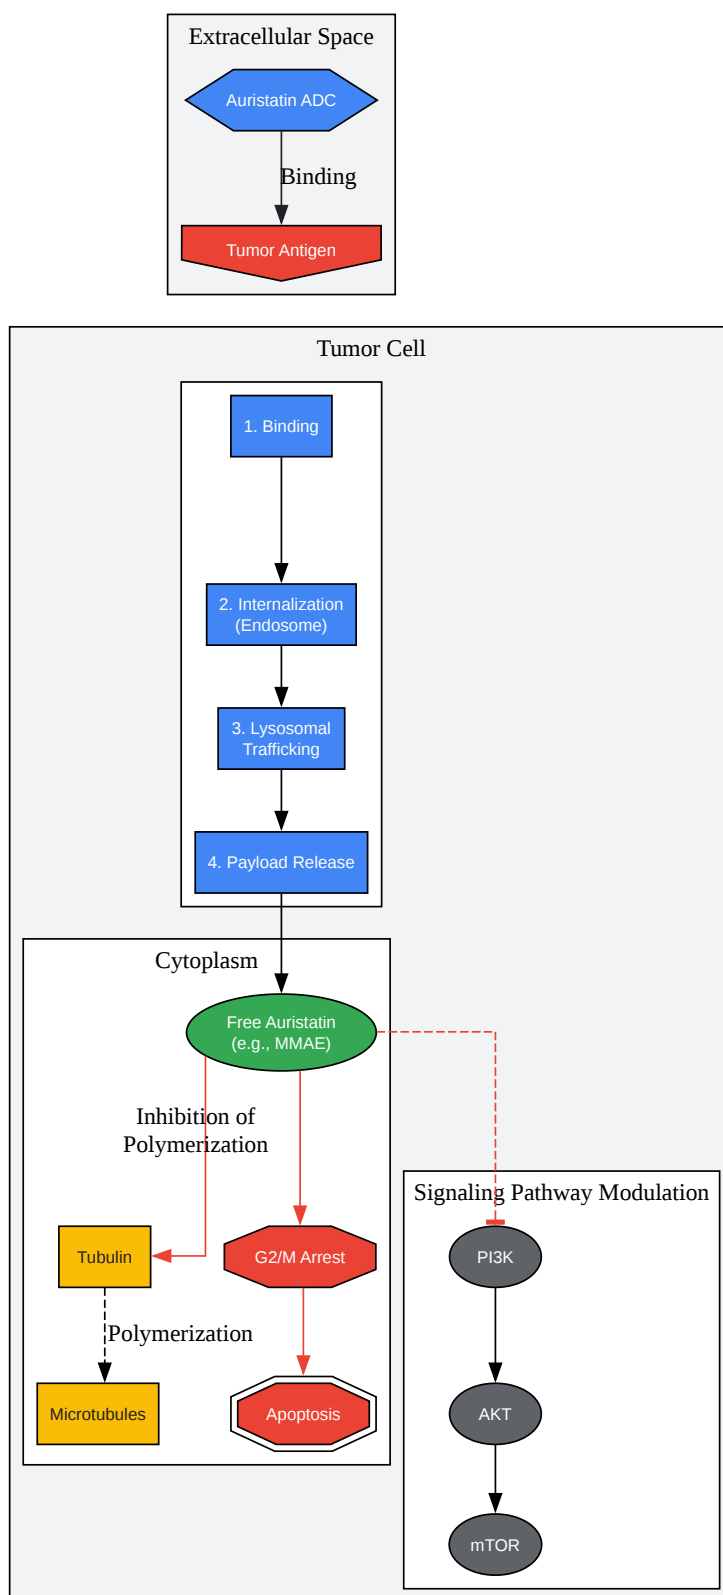 Extracellular Space
Auristatin ADC
Binding
Tumor Antigen
Tumor Cell
1. Binding
2. Internalization
(Endosome)
3. Lysosomal
Trafficking
4. Payload Release
Cytoplasm
Free Auristatin
(e.g., MMAE)
Inhibition of
Polymerization
Signaling Pathway Modulation
Tubulin
G2/M Arrest
PI3K
Polymerization
Microtubules
Apoptosis
AKT
mTOR